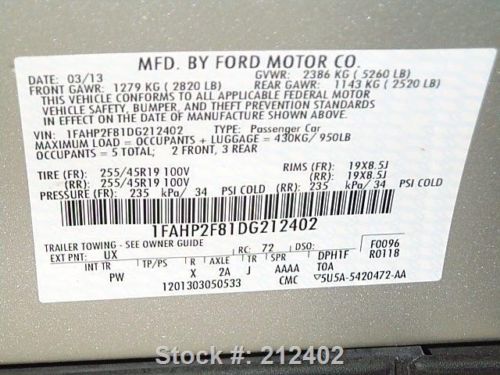 MFD. BY FORD MOTOR CO.
DATE: 03/13 GVWR: 2386 KG ( 5260 LB)
FRONT GAWR: 1279 KG ( 2820 LB) REAR GAWR: 1143 KG ( 2520 LB)
THIS VEHICLE CONFORMS TO ALL APPLICABLE FEDERAL MOTOR
VEHICLE SAFETY, BUMPER, AND THEFT PREVENTION STANDARDS
IN EFFECT ON THE DATE OF MANUFACTURE SHOWN ABOVE.
VIN: 1FAHP2F81DG212402 TYPE: Passenger Car
MAXIMUM LOAD = OCCUPANTS + LUGGAGE = 430KG/ 950LB
OCCUPANTS = 5 TOTAL; 2 FRONT, 3 REAR
TIRE (FR): 255/45R19 100V RIMS (FR): 19X8.5J
(RR): 255/45R19 100V (RR): 19X8.5J
PRESSURE (FR): 235 kPa/ 34 PSI COLD (RR): 235 kPa/ 34 PSI COLD
1FAHP2F81DG212402
TRAILER TOWING - SEE OWNER GUIDE
EXT PNT: UX RC: 72 DSO: F0096
R0118
INT TR TP/PS R AXLE TR SPR DPHTF
PW X 2A J AAAA TOA
1201303050533 CMC 5U5A-5420472-AA
Stock #: 212402